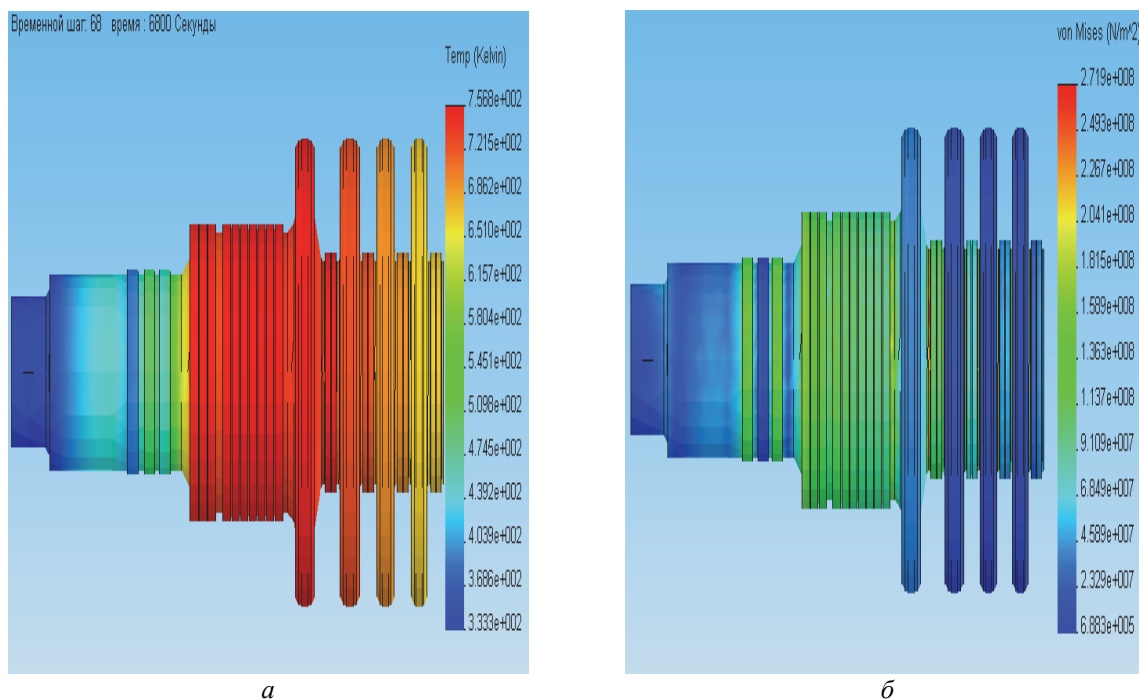 Временной шаг: 68 время : 6800 Секунды
Temp (Kelvin)
7.568e+002
7.215e+002
6.862e+002
6.510e+002
6.157e+002
5.804e+002
5.451e+002
5.098e+002
4.745e+002
4.392e+002
4.039e+002
3.686e+002
3.333e+002
а
von Mises (N/m^2)
2.719e+008
2.493e+008
2.267e+008
2.041e+008
1.815e+008
1.589e+008
1.363e+008
1.137e+008
9.109e+007
6.849e+007
4.589e+007
2.329e+007
6.883e+005
б